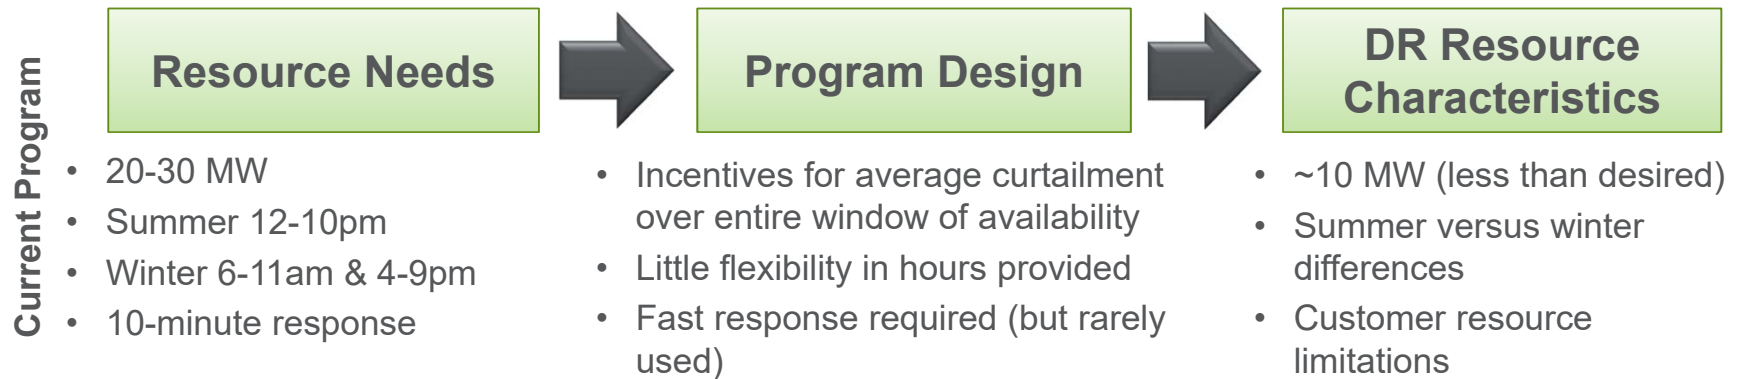 Current Program
Resource Needs
• 20-30 MW
• Summer 12-10pm
• Winter 6-11am & 4-9pm
• 10-minute response
Program Design
• Incentives for average curtailment
over entire window of availability
• Little flexibility in hours provided
• Fast response required (but rarely
used)
DR Resource
Characteristics
• ~10 MW (less than desired)
• Summer versus winter
differences
• Customer resource
limitations